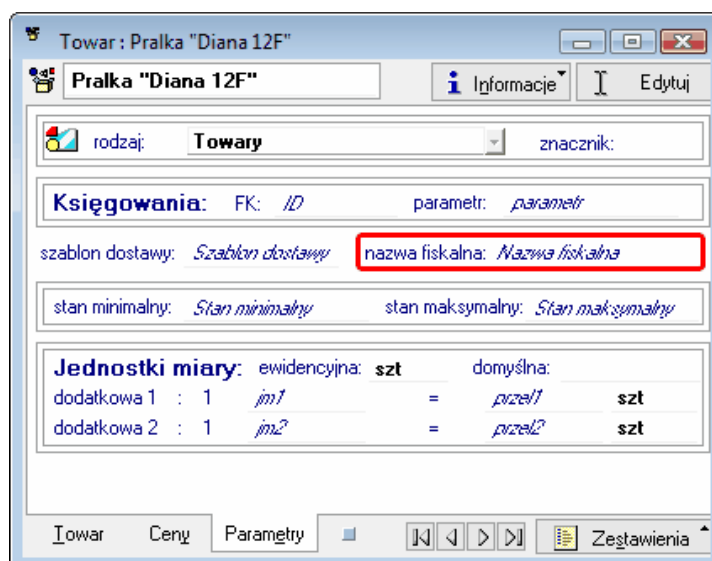 Towar : Pralka "Diana 12F"
Pralka "Diana 12F" Informacje Edytuj
rodzaj: Towary znacznik:
Księgowania: FK: ID parametr: parametr
szablon dostawy: Szablon dostawy nazwa fiskalna: Nazwa fiskalna
stan minimalny: Stan minimalny stan maksymalny: Stan maksymalny
Jednostki miary: ewidencyjna: szt domyślna:
dodatkowa 1 : 1 jm1 = przel1 szt
dodatkowa 2 : 1 jm2 = przel2 szt
Towar Ceny Parametry Zestawienia